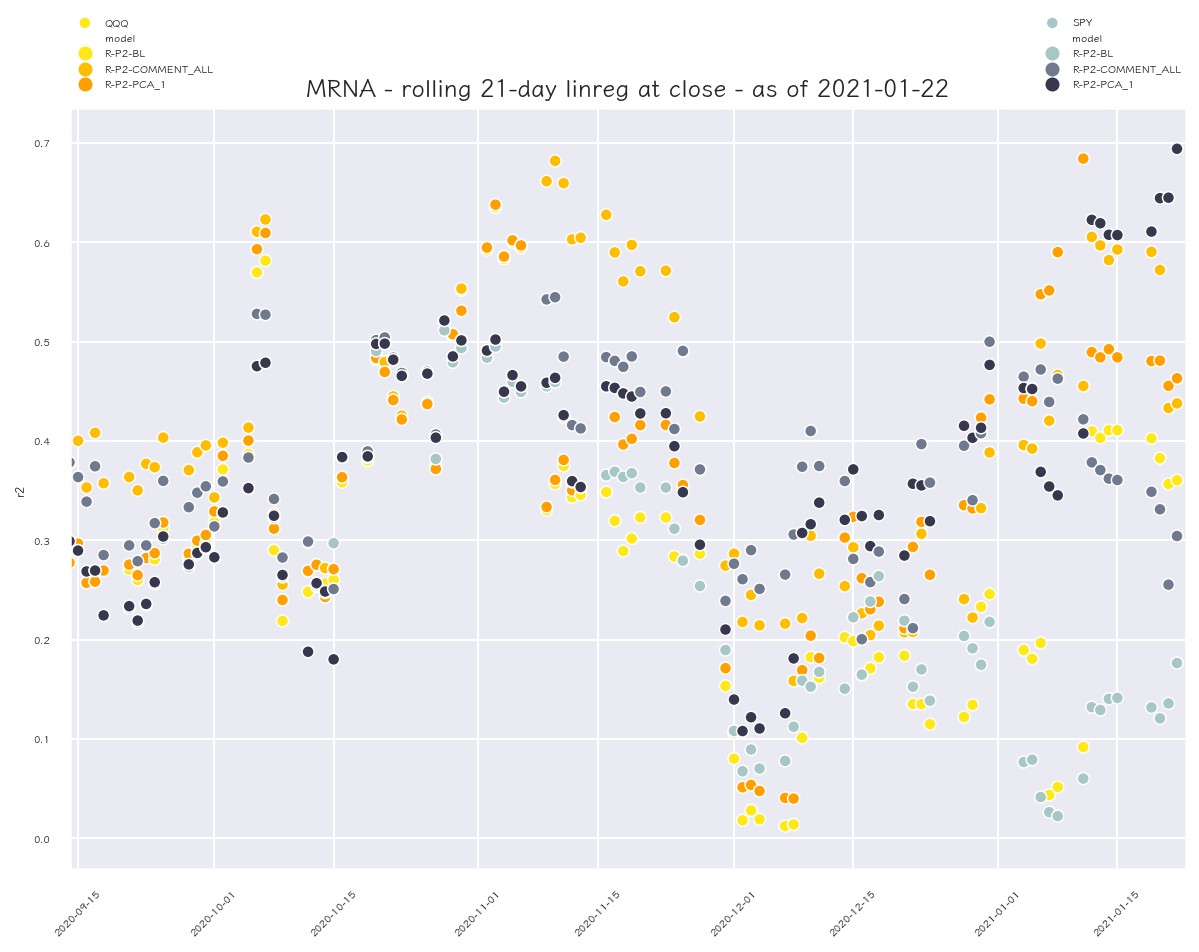 QQQ
model
R-P2-BL
R-P2-COMMENT_ALL
R-P2-PCA_1
SPY
model
R-P2-BL
R-P2-COMMENT_ALL
R-P2-PCA_1
MRNA - rolling 21-day linreg at close - as of 2021-01-22
0.7
0.6
0.5
0.4
0.3
0.2
0.1
0.0
r2
2020-09-15
2020-10-01
2020-10-15
2020-11-01
2020-11-15
2020-12-01
2020-12-15
2021-01-01
2021-01-15